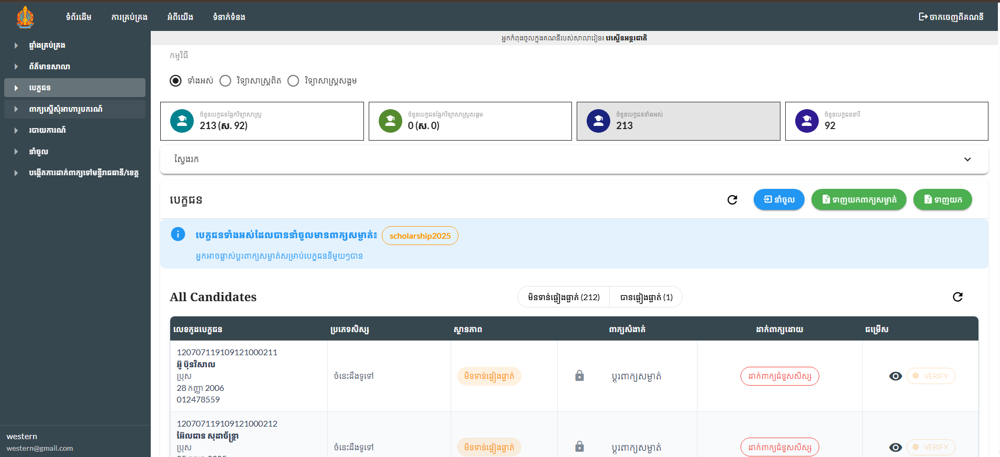 ទំព័រដើម ការគ្រប់គ្រង អំពីយើង ទំនាក់ទំនង ចាកចេញពីគណនី
អ្នកកំពុងចូលក្នុងគណនីរបស់សាលារៀន៖ វេស្ទើនអន្តរជាតិ
ផ្ទាំងគ្រប់គ្រង
ព័ត៌មានសាលា
បេក្ខជន
ពាក្យស្នើសុំអាហារូបករណ៍
របាយការណ៍
នាំចូល
បង្កើតការដាក់ពាក្យទៅមន្ទីររាជធានី/ខេត្ត
western
western@gmail.com
កម្មវិធី
ទាំងអស់ វិទ្យាសាស្ត្រពិត វិទ្យាសាស្ត្រសង្គម
ចំនួនបេក្ខជនផ្នែកវិទ្យាសាស្ត្រ
213 (ស. 92)
ចំនួនបេក្ខជនផ្នែកវិទ្យាសាស្ត្រសង្គម
0 (ស. 0)
ចំនួនបេក្ខជនទាំងអស់
213
ចំនួនបេក្ខជននារី
92
ស្វែងរក
បេក្ខជន
នាំចូល ទាញយកពាក្យសម្ងាត់ ទាញយក
បេក្ខជនទាំងអស់ដែលបាននាំចូលមានពាក្យសម្ងាត់៖ scholarship2025
អ្នកអាចផ្លាស់ប្តូរពាក្យសម្ងាត់សម្រាប់បេក្ខជននីមួយៗបាន
All Candidates
មិនទាន់ផ្ទៀងផ្ទាត់ (212) បានផ្ទៀងផ្ទាត់ (1)
លេខកូដបេក្ខជន ប្រភេទសិស្ស ស្ថានភាព ពាក្យសំងាត់ ដាក់ពាក្យដោយ ជម្រើស
120707119109121000211
អ៊ូ ប៊ុនវិសាល
ប្រុស
28 កញ្ញា 2006
012478559
ចំនេះដឹងទូទៅ មិនទាន់ផ្ទៀងផ្ទាត់ ប្តូរពាក្យសម្ងាត់ ដាក់ពាក្យជំនួសសិស្ស VERIFY
120707119109121000212
អ៊ែលជាន សុដាច័ន្ត្រា
ប្រុស
ចំនេះដឹងទូទៅ មិនទាន់ផ្ទៀងផ្ទាត់ ប្តូរពាក្យសម្ងាត់ ដាក់ពាក្យជំនួសសិស្ស VERIFY